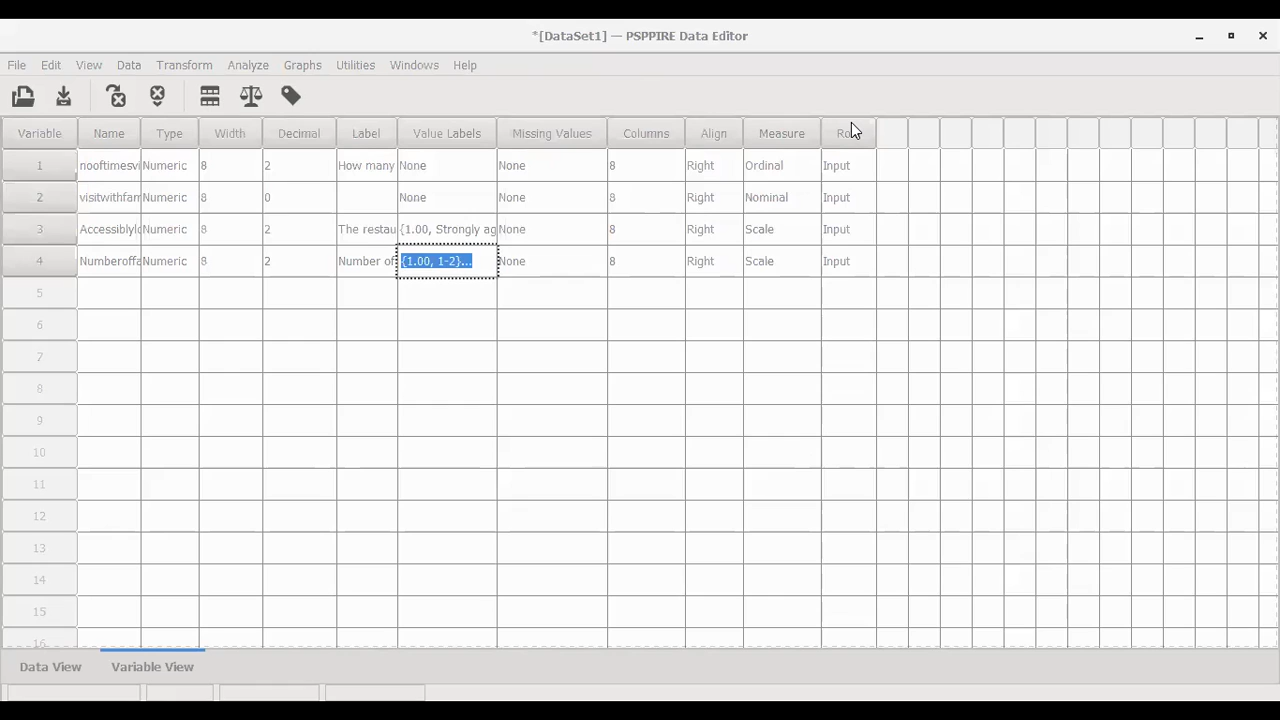 *[DataSet1] — PSPPIRE Data Editor
File Edit View Data Transform Analyze Graphs Utilities Windows Help
Variable Name Type Width Decimal Label Value Labels Missing Values Columns Align Measure
1 nooftimesvi Numeric 8 2 How many None None 8 Right Ordinal Input
2 visitwithfam Numeric 8 0 None None 8 Right Nominal Input
3 Accessiblylo Numeric 8 2 The restau {1.00, Strongly ag None 8 Right Scale Input
4 Numberoffa Numeric 8 2 Number of {1.00, 1-2}... None 8 Right Scale Input
5
6
7
8
9
10
11
12
13
14
15
16
Data View Variable View